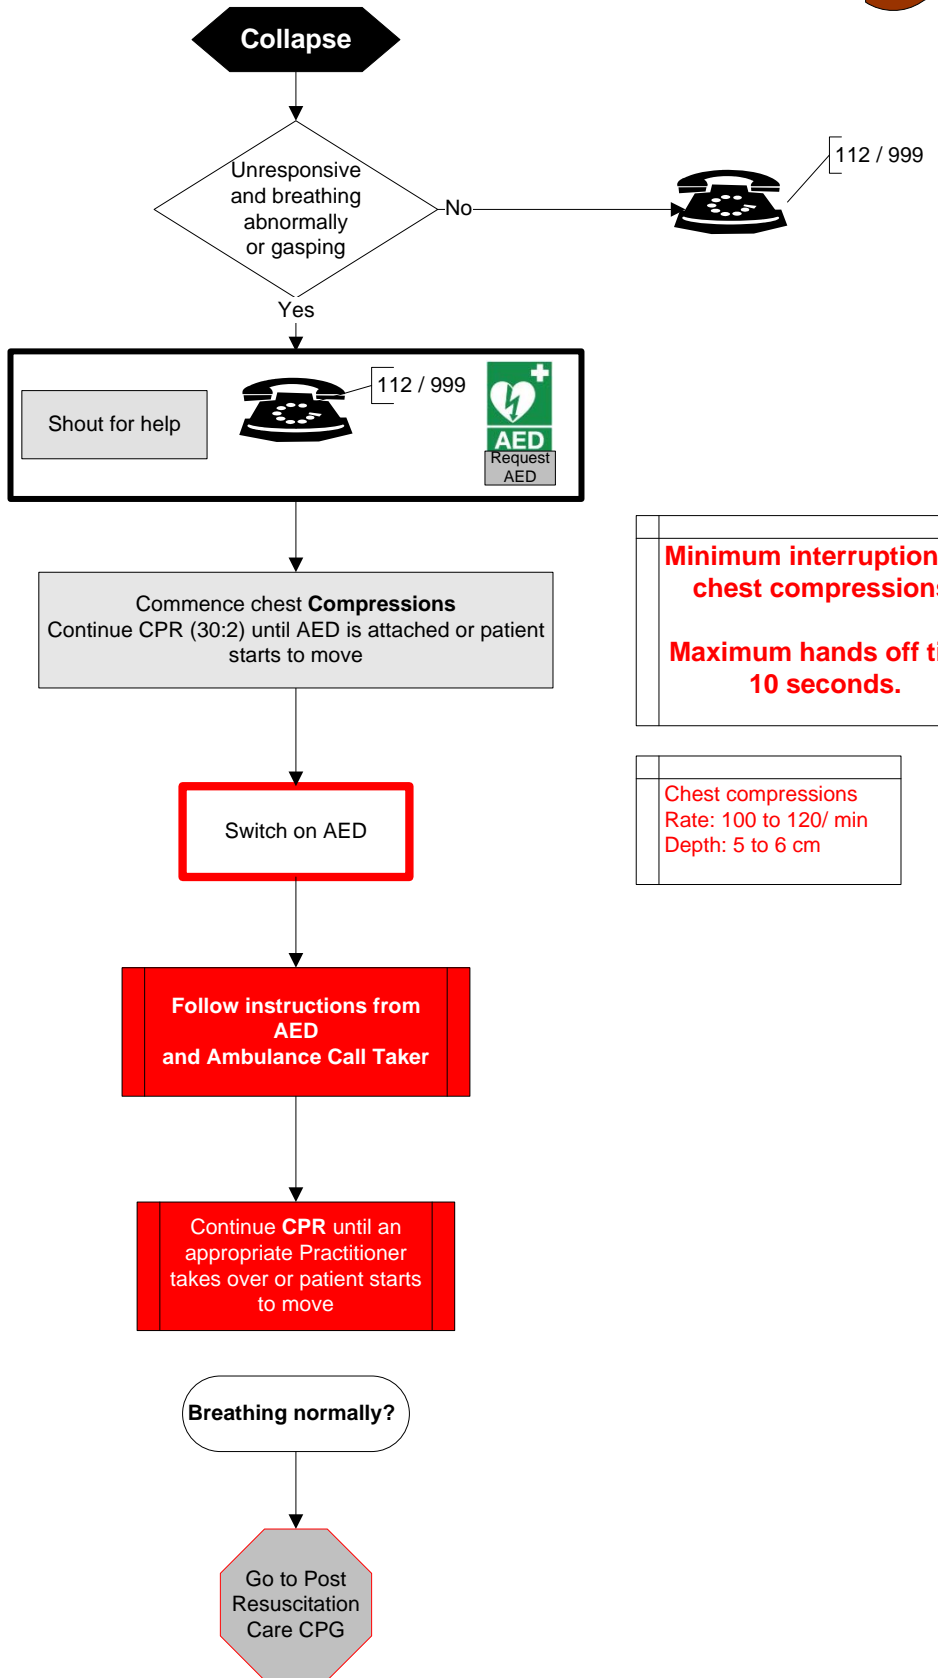 Collapse
Unresponsive
and breathing
abnormally
or gasping
No
112 / 999
Yes
Shout for help
112 / 999
AED
Request
AED
Commence chest Compressions
Continue CPR (30:2) until AED is attached or patient
starts to move
Minimum interruption
chest compressions
Maximum hands off
10 seconds.
Switch on AED
Chest compressions
Rate: 100 to 120/ min
Depth: 5 to 6 cm
Follow instructions from
AED
and Ambulance Call Taker
Continue CPR until an
appropriate Practitioner
takes over or patient starts
to move
Breathing normally?
Go to Post
Resuscitation
Care CPG